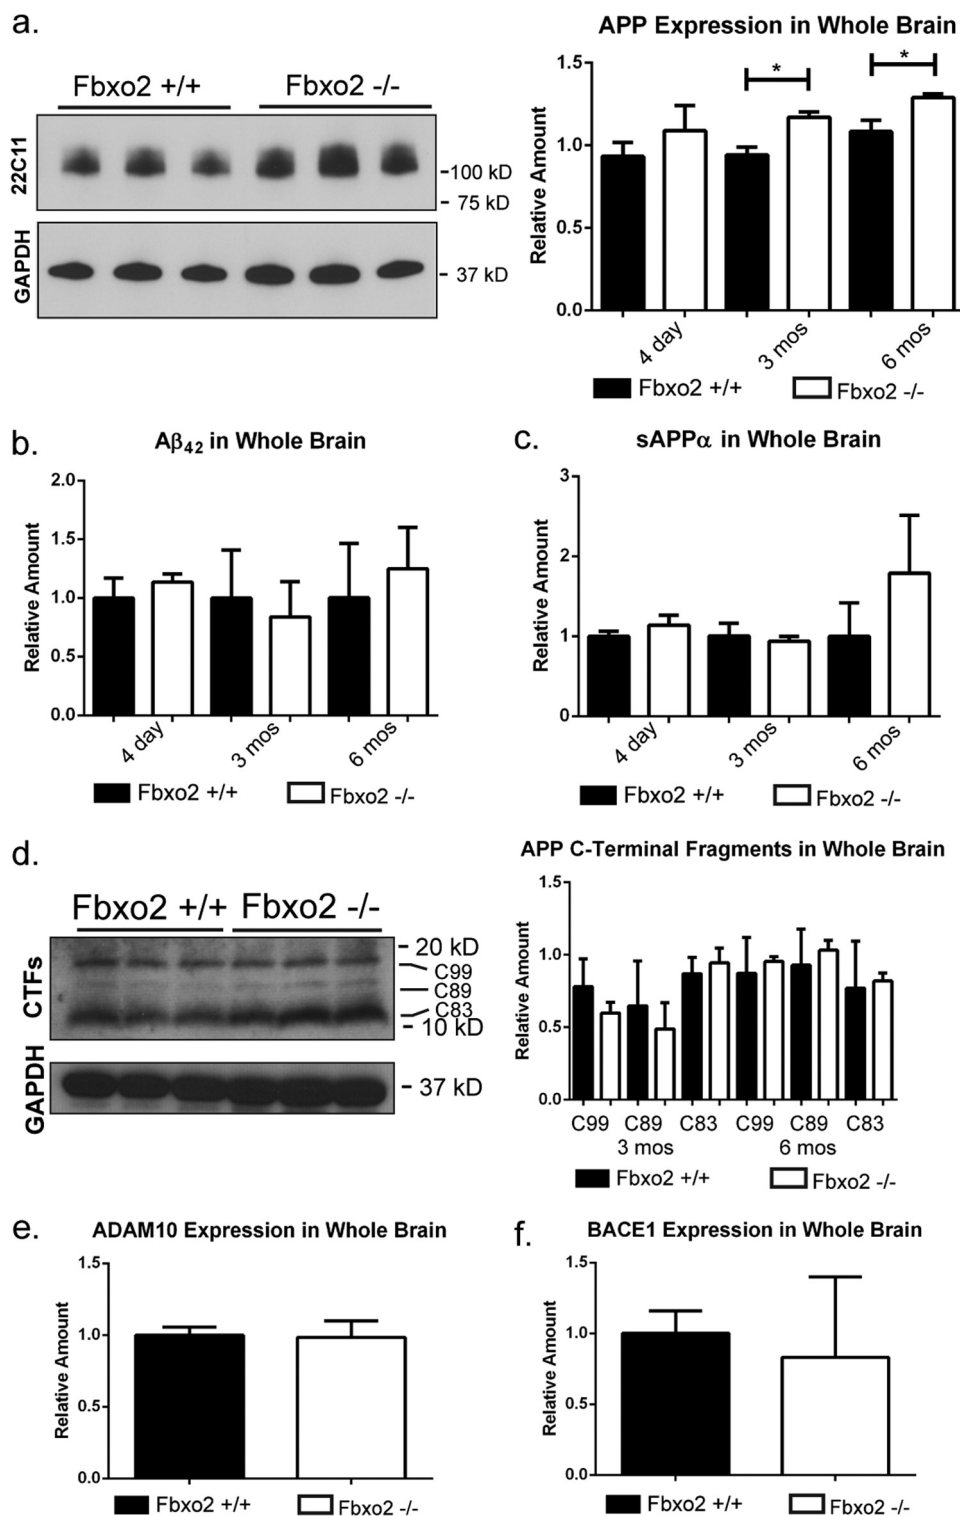 a.
Fbxo2 +/+ Fbxo2 -/-
22C11
-100 kD
-75 kD
GAPDH
- 37 kD
APP Expression in Whole Brain
Relative Amount
1.5
1.0
0.5
0.0
* *
4 day 3 mos 6 mos
Fbxo2 +/+ Fbxo2 -/-
b.
Aβ42 in Whole Brain
Relative Amount
2.0
1.5
1.0
0.5
0.0
4 day 3 mos 6 mos
Fbxo2 +/+ Fbxo2 -/-
c.
sAPPα in Whole Brain
Relative Amount
3
2
1
0
4 day 3 mos 6 mos
Fbxo2 +/+ Fbxo2 -/-
d.
Fbxo2 +/+ Fbxo2 -/-
CTFs
- 20 kD
C99
C89
C83
- 10 kD
GAPDH
- 37 kD
APP C-Terminal Fragments in Whole Brain
Relative Amount
1.5
1.0
0.5
0.0
C99 C89 C83 C99 C89 C83
3 mos 6 mos
Fbxo2 +/+ Fbxo2 -/-
e.
ADAM10 Expression in Whole Brain
Relative Amount
1.5
1.0
0.5
0.0
Fbxo2 +/+ Fbxo2 -/-
f.
BACE1 Expression in Whole Brain
Relative Amount
1.5
1.0
0.5
0.0
Fbxo2 +/+ Fbxo2 -/-